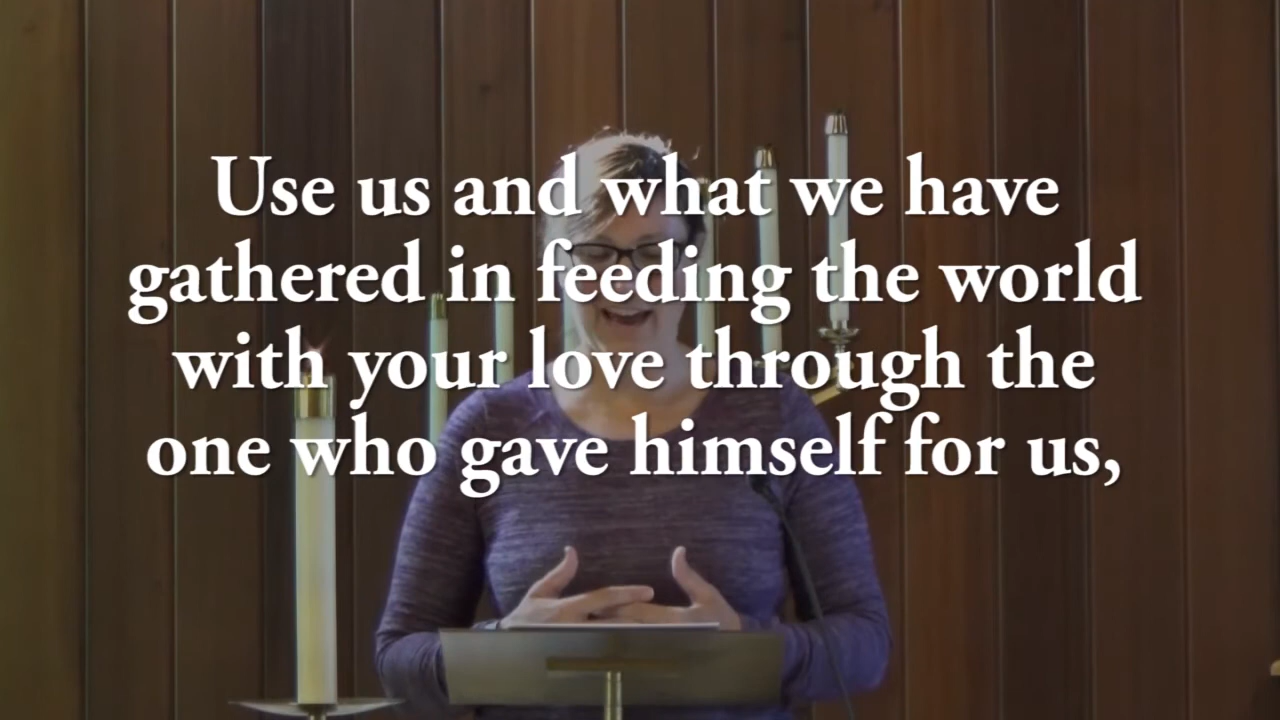 Use us and what we have
gathered in feeding the world
with your love through the
one who gave himself for us,